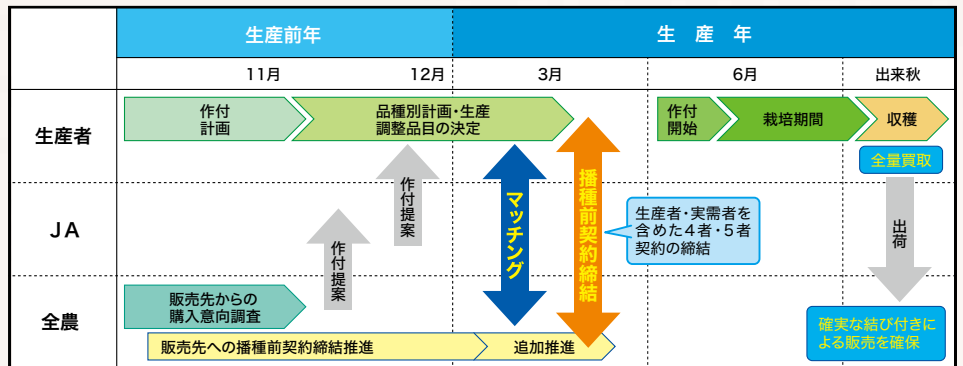 生産前年
生産年
11月
12月
3月
6月
出来秋
生産者
作付
計画
品種別計画・生産
調整品目の決定
作付
開始
栽培期間
収穫
全量買取
JA
作付提案
作付提案
マッチング
播種前契約締結
生産者・実需者を
含めた4者・5者
契約の締結
出荷
全農
販売先からの
購入意向調査
販売先への播種前契約締結推進
追加推進
確実な結び付きに
よる販売を確保